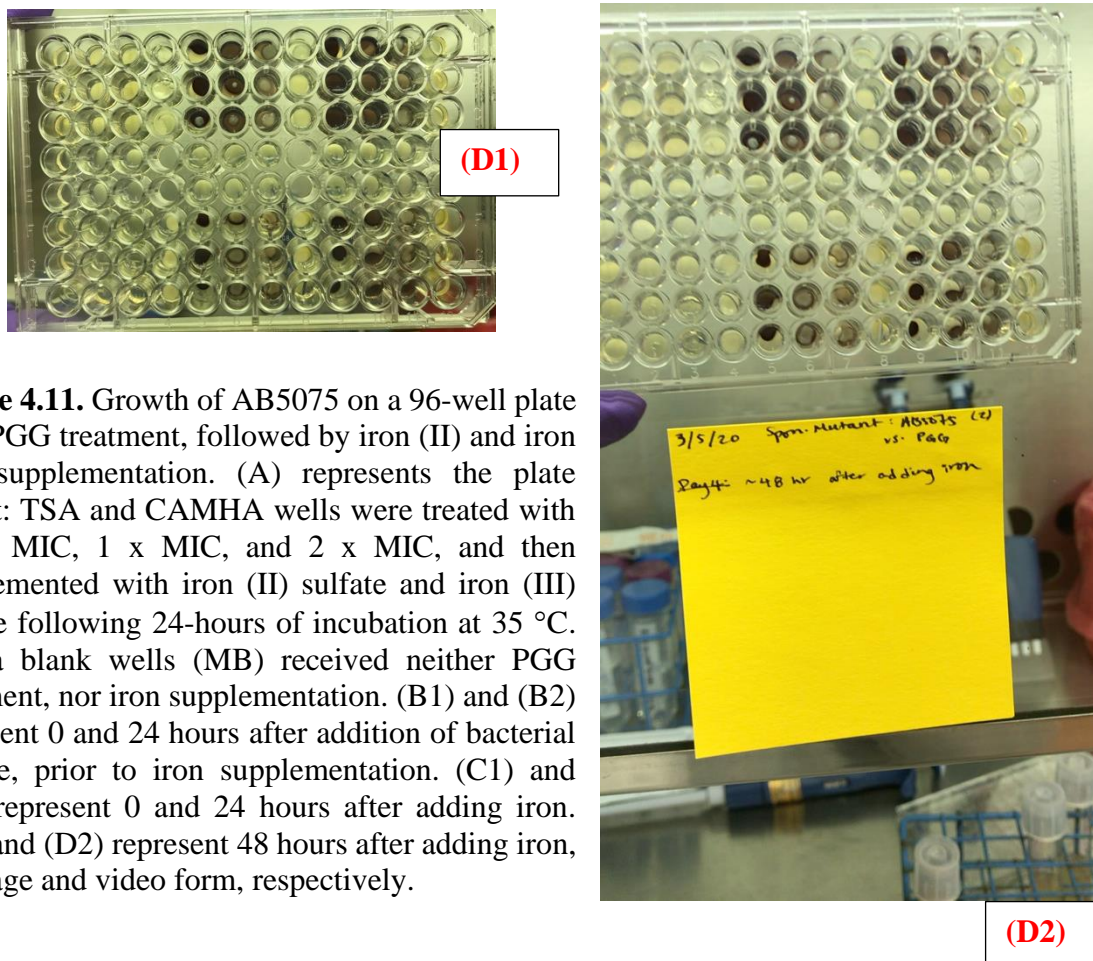 (D1)
e 4.11. Growth of AB5075 on a 96-well plate
PGG treatment, followed by iron (II) and iron
supplementation. (A) represents the plate
t: TSA and CAMHA wells were treated with
MIC, 1 x MIC, and 2 x MIC, and then
emented with iron (II) sulfate and iron (III)
e following 24-hours of incubation at 35 °C.
a blank wells (MB) received neither PGG
ment, nor iron supplementation. (B1) and (B2)
ent 0 and 24 hours after addition of bacterial
e, prior to iron supplementation. (C1) and
represent 0 and 24 hours after adding iron.
and (D2) represent 48 hours after adding iron,
age and video form, respectively.
3/5/20 Spon. Mutant: AB5075 (2)
vs. PGG
Day 4: ~48 hr after adding iron
(D2)